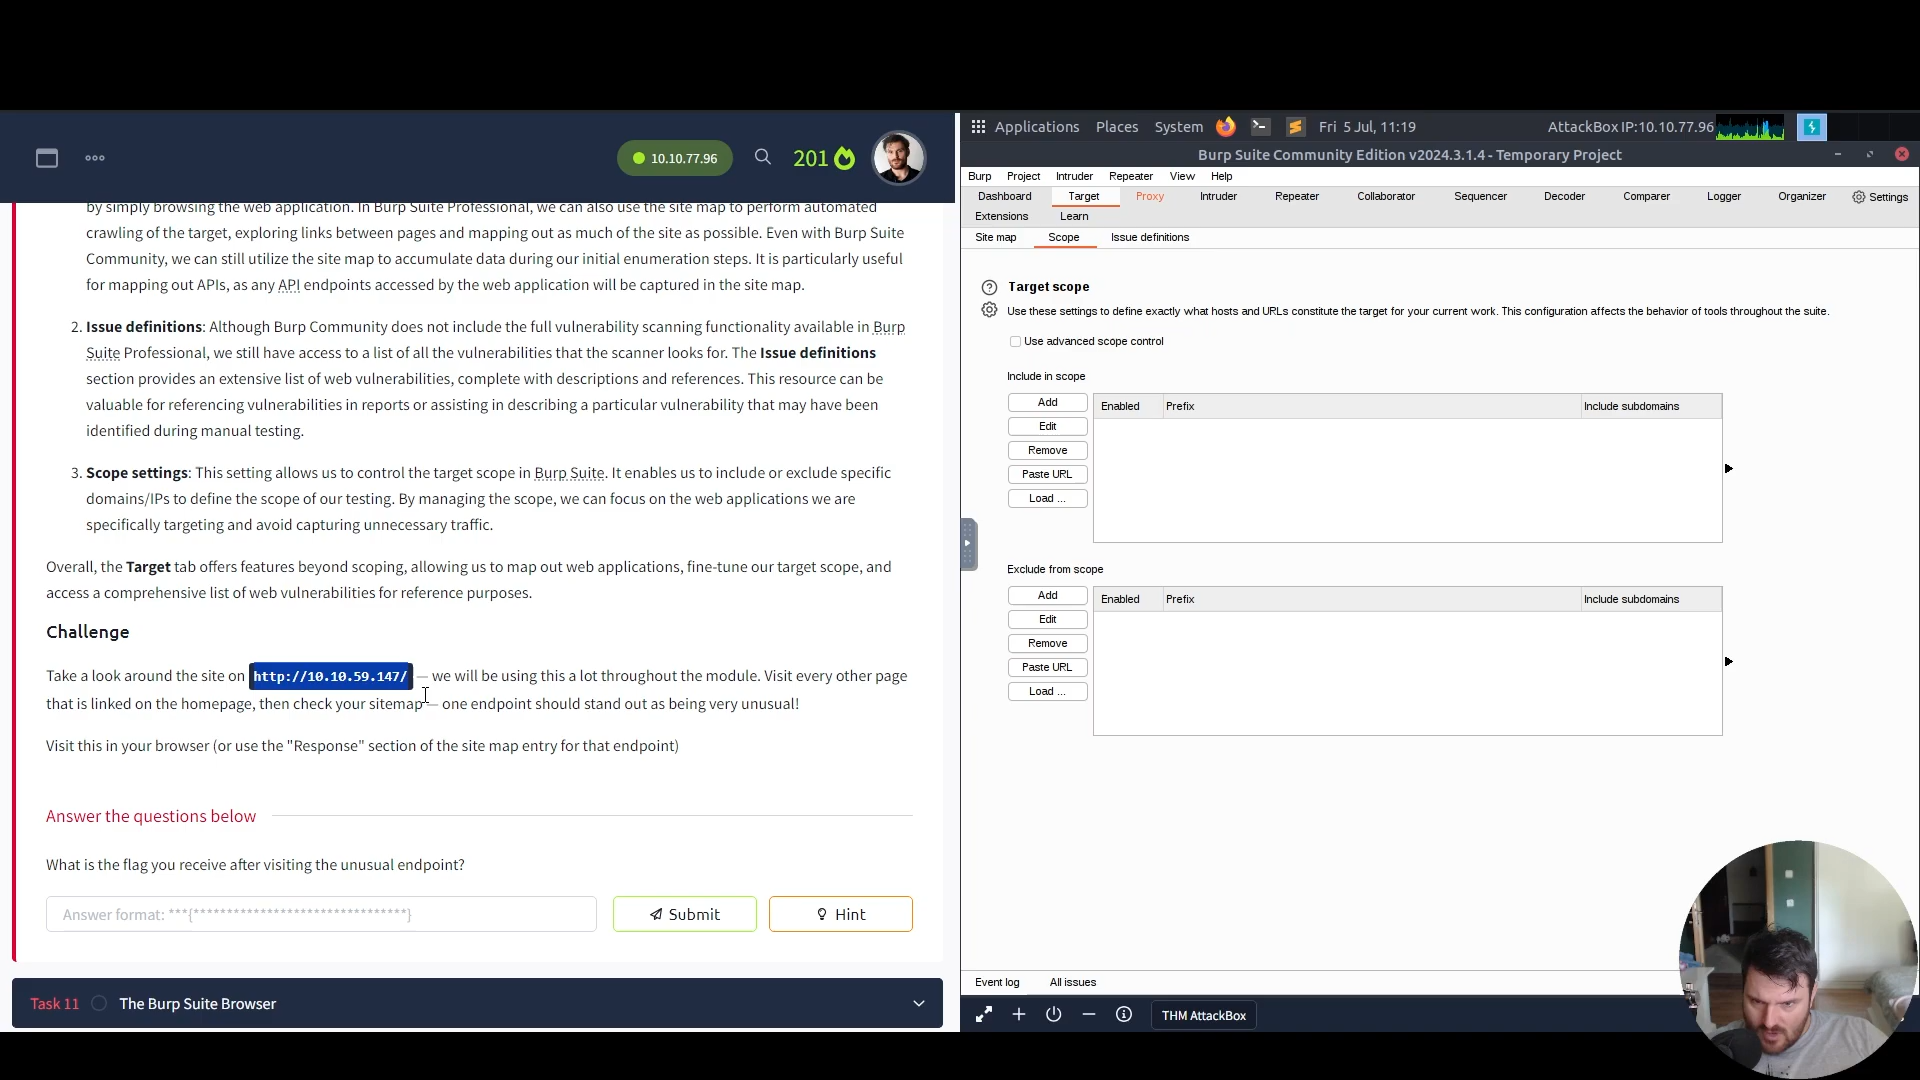 10.10.77.96
201
by simply browsing the web application. In Burp Suite Professional, we can also use the site map to perform automated
crawling of the target, exploring links between pages and mapping out as much of the site as possible. Even with Burp Suite
Community, we can still utilize the site map to accumulate data during our initial enumeration steps. It is particularly useful
for mapping out APIs, as any API endpoints accessed by the web application will be captured in the site map.
2. Issue definitions: Although Burp Community does not include the full vulnerability scanning functionality available in Burp
Suite Professional, we still have access to a list of all the vulnerabilities that the scanner looks for. The Issue definitions
section provides an extensive list of web vulnerabilities, complete with descriptions and references. This resource can be
valuable for referencing vulnerabilities in reports or assisting in describing a particular vulnerability that may have been
identified during manual testing.
3. Scope settings: This setting allows us to control the target scope in Burp Suite. It enables us to include or exclude specific
domains/IPs to define the scope of our testing. By managing the scope, we can focus on the web applications we are
specifically targeting and avoid capturing unnecessary traffic.
Overall, the Target tab offers features beyond scoping, allowing us to map out web applications, fine-tune our target scope, and
access a comprehensive list of web vulnerabilities for reference purposes.
Challenge
Take a look around the site on http://10.10.59.147/ — we will be using this a lot throughout the module. Visit every other page
that is linked on the homepage, then check your sitemap — one endpoint should stand out as being very unusual!
Visit this in your browser (or use the "Response" section of the site map entry for that endpoint)
Answer the questions below
What is the flag you receive after visiting the unusual endpoint?
Answer format: ***{********************************}
Submit
Hint
Task 11 The Burp Suite Browser
Applications Places System Fri 5 Jul, 11:19 AttackBox IP:10.10.77.96
Burp Suite Community Edition v2024.3.1.4 - Temporary Project
Burp Project Intruder Repeater View Help
Dashboard Target Proxy Intruder Repeater Collaborator Sequencer Decoder Comparer Logger Organizer Settings
Extensions Learn
Site map Scope Issue definitions
Target scope
Use these settings to define exactly what hosts and URLs constitute the target for your current work. This configuration affects the behavior of tools throughout the suite.
Use advanced scope control
Include in scope
Add
Edit
Remove
Paste URL
Load ...
Enabled Prefix Include subdomains
Exclude from scope
Add
Edit
Remove
Paste URL
Load ...
Enabled Prefix Include subdomains
Event log All issues
THM AttackBox